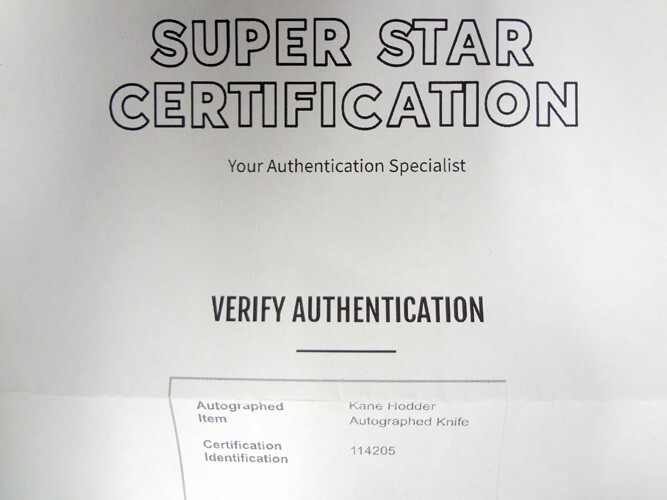 SUPER STAR
CERTIFICATION
Your Authentication Specialist
VERIFY AUTHENTICATION
Autographed Kane Hodder
Item Autographed Knife
Certification
Identification 114205